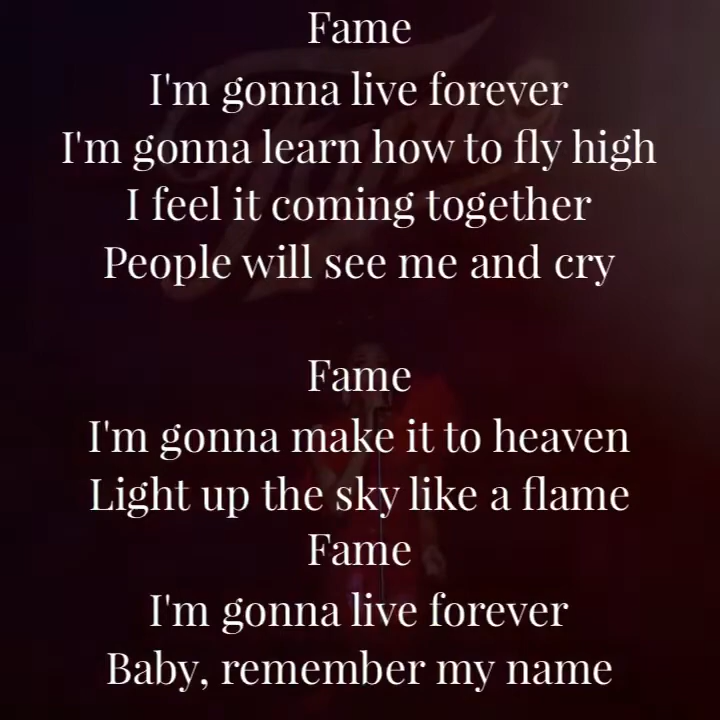 Fame
I'm gonna live forever
I'm gonna learn how to fly high
I feel it coming together
People will see me and cry
Fame
I'm gonna make it to heaven
Light up the sky like a flame
Fame
I'm gonna live forever
Baby, remember my name